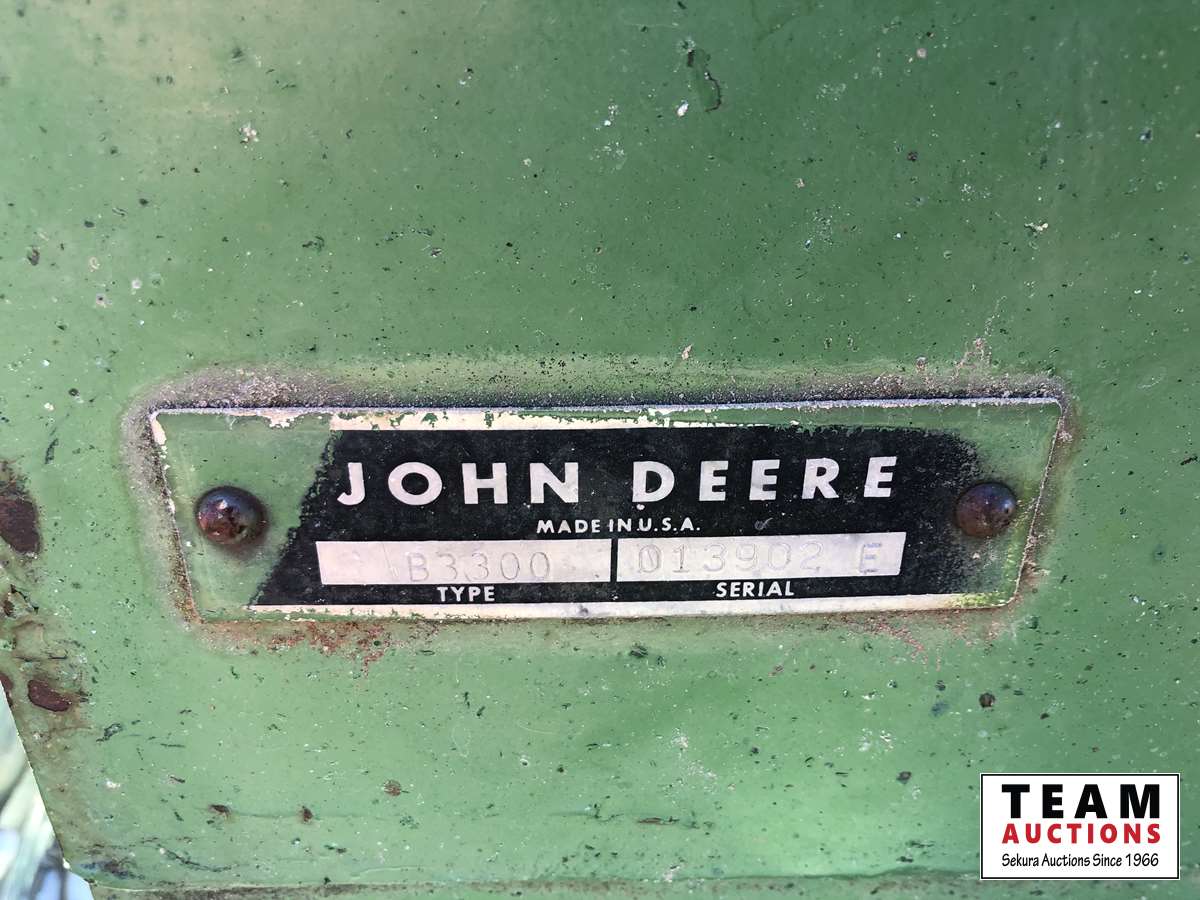 JOHN DEERE
MADE IN U.S.A.
B3300 013902 E
TYPE SERIAL
TEAM
AUCTIONS
Sekura Auctions Since 1966